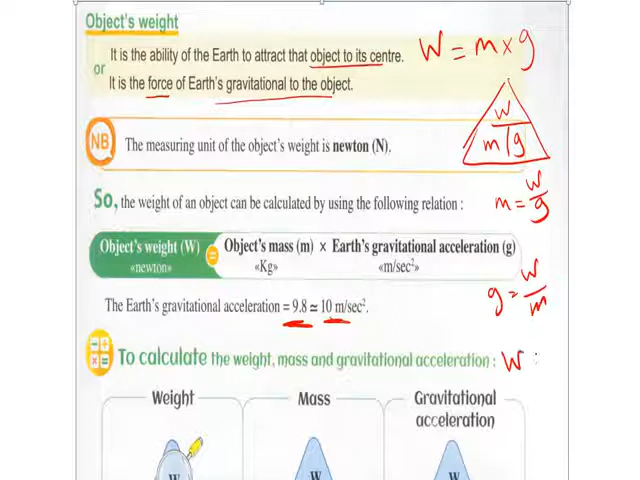 Object's weight
It is the ability of the Earth to attract that object to its centre.
W = m × g
or
It is the force of Earth's gravitational to the object.
W
m g
NB
The measuring unit of the object's weight is newton (N).
So, the weight of an object can be calculated by using the following relation :
m = W/g
Object's weight (W) = Object's mass (m) × Earth's gravitational acceleration (g)
«newton» «Kg» «m/sec²»
g = W/m
The Earth's gravitational acceleration = 9.8 ≃ 10 m/sec².
To calculate the weight, mass and gravitational acceleration : W :
Weight Mass Gravitational
acceleration
W W W